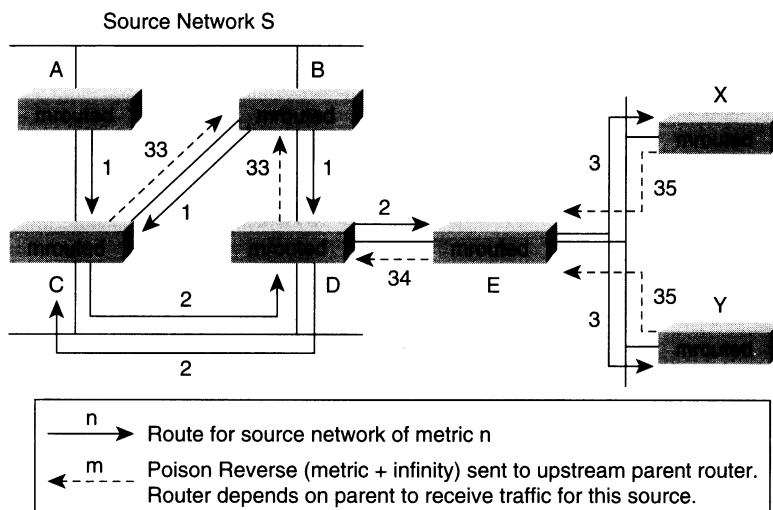 Source Network S
A
B
X
mrouted
mrouted
mrouted
33
3
1
33
1
35
1
2
mrouted
mrouted
mrouted
34
C
D
E
35
Y
2
3
mrouted
2
n
Route for source network of metric n
m
Poison Reverse (metric + infinity) sent to upstream parent router.
Router depends on parent to receive traffic for this source.